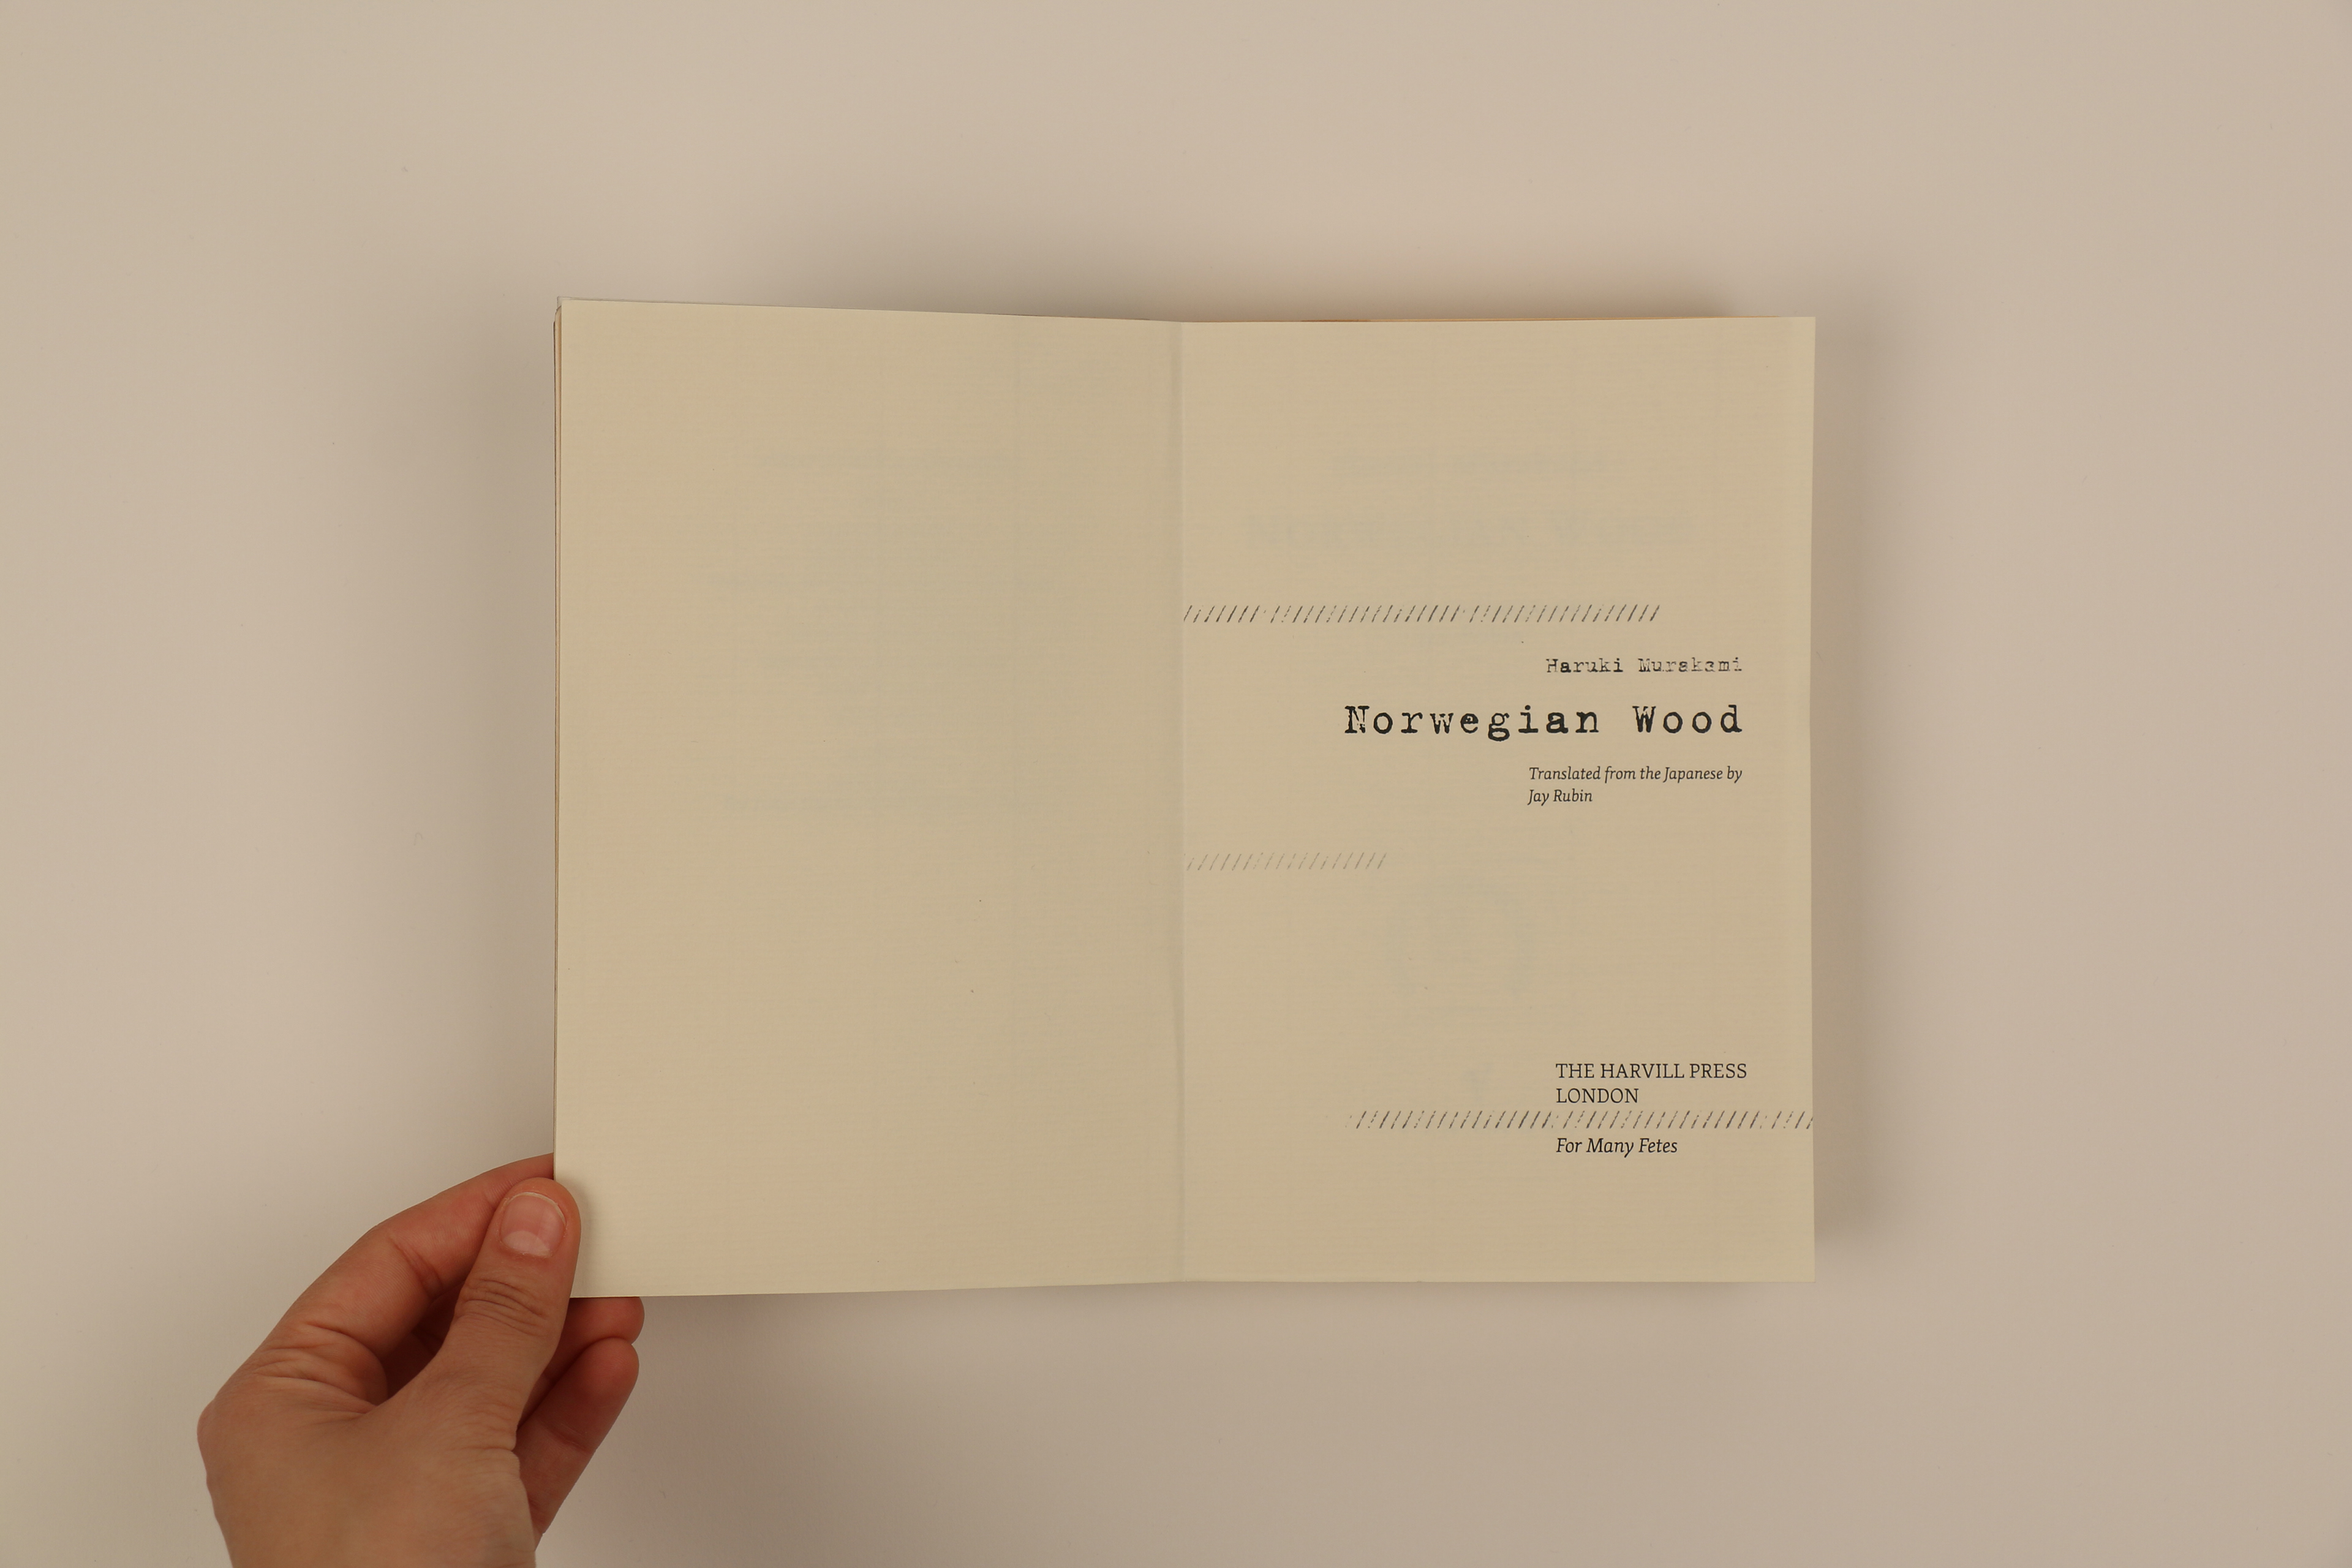 Haruki Murakami
Norwegian Wood
Translated from the Japanese by
Jay Rubin
THE HARVILL PRESS
LONDON
For Many Fetes